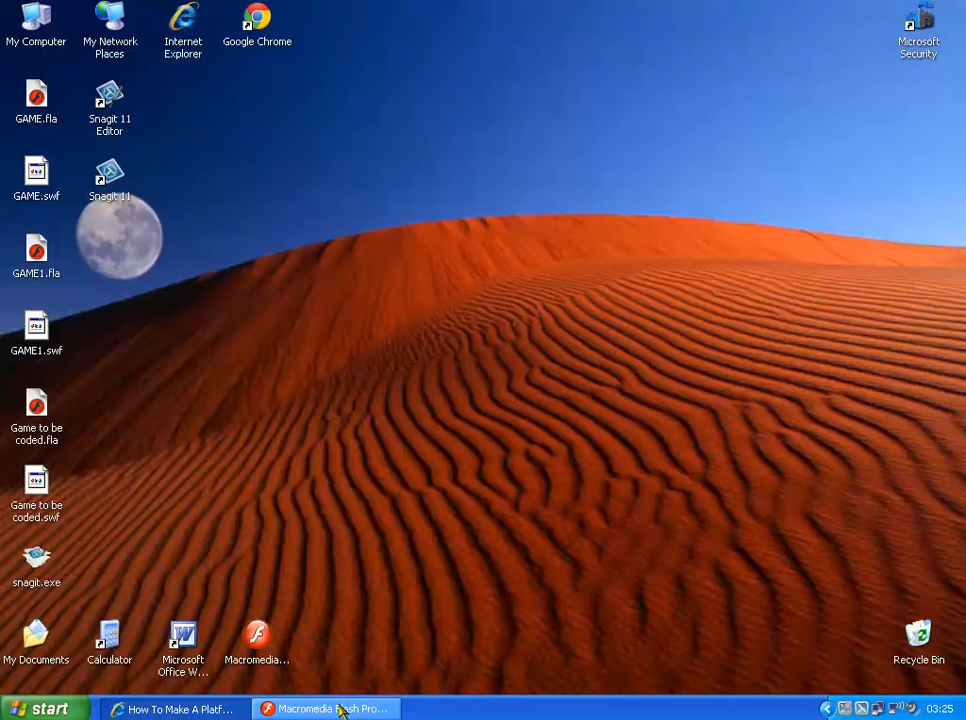 My Computer
My Network
Places
Internet
Explorer
Google Chrome
Microsoft
Security
GAME.fla
Snagit 11
Editor
GAME.swf
Snagit 11
GAME1.fla
GAME1.swf
Game to be
coded.fla
Game to be
coded.swf
snagit.exe
My Documents
Calculator
Microsoft
Office W...
Macromedia...
Recycle Bin
start
How To Make A Platf...
Macromedia Flash Pro...
03:25